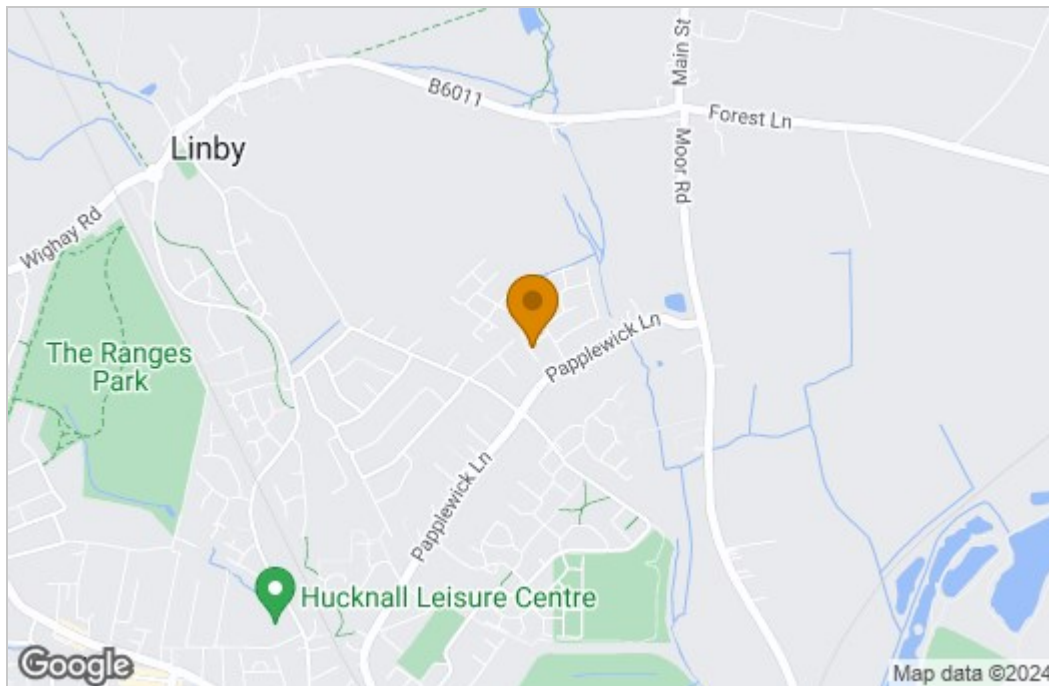 Main St
B6011
Forest Ln
Linby
Moor Rd
Wighay Rd
Papplewick Ln
The Ranges
Park
Papplewick Ln
Hucknall Leisure Centre
Google
Map data ©2024